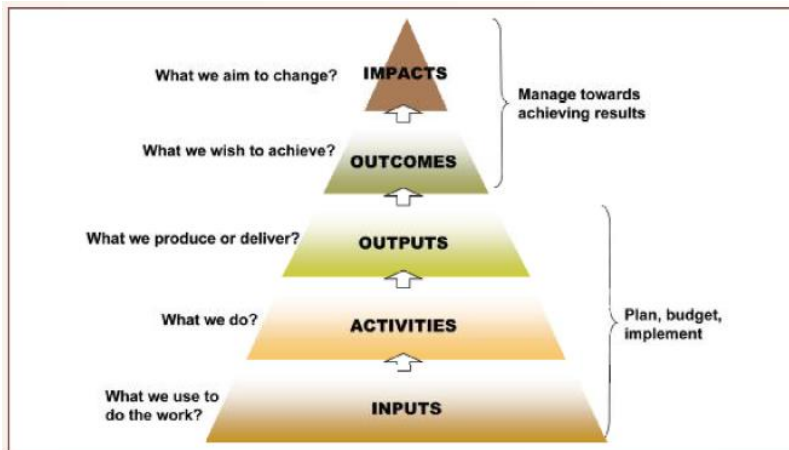 What we aim to change?
IMPACTS
Manage towards
achieving results
What we wish to achieve?
OUTCOMES
What we produce or deliver?
OUTPUTS
What we do?
ACTIVITIES
Plan, budget,
implement
What we use to
do the work?
INPUTS